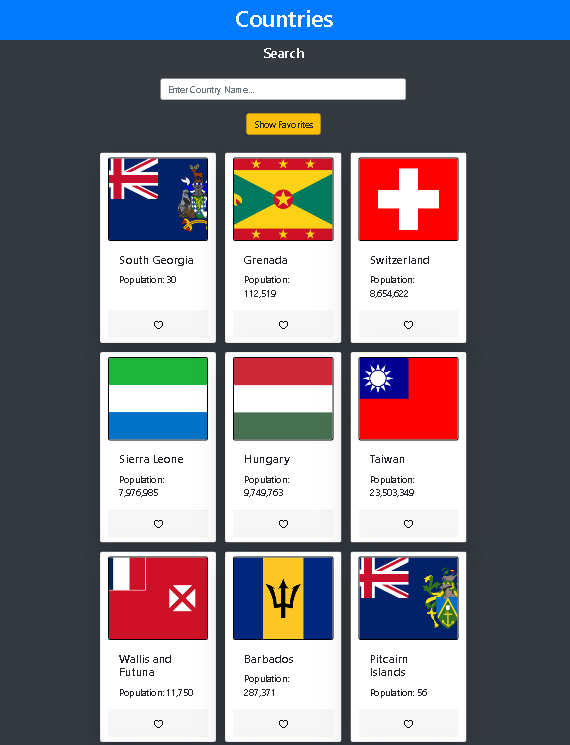 Countries
Search
Enter Country Name...
Show Favorites
South Georgia
Population: 30
Grenada
Population:
112,519
Switzerland
Population:
8,654,622
Sierra Leone
Population:
7,976,985
Hungary
Population:
9,749,763
Taiwan
Population:
23,503,349
Wallis and
Futuna
Population: 11,750
Barbados
Population:
287,371
Pitcairn
Islands
Population: 56